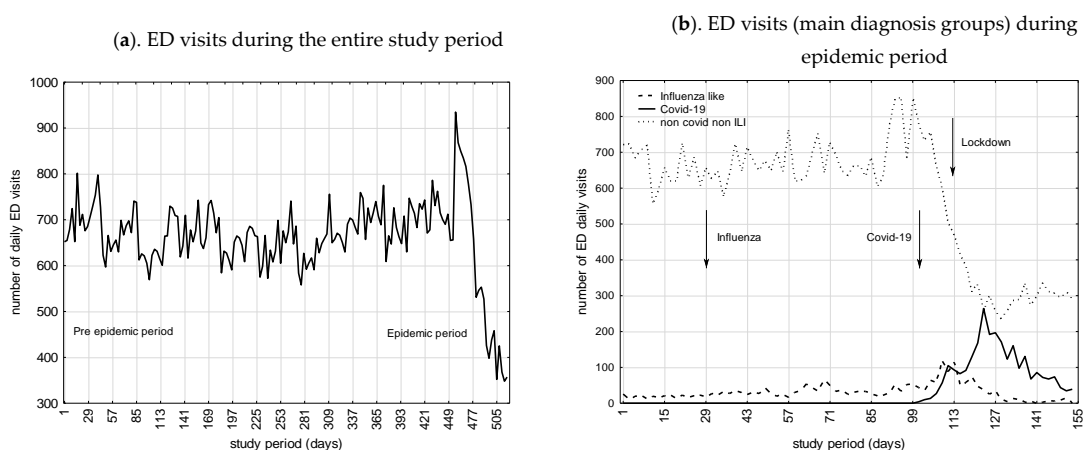 (a). ED visits during the entire study period
1000
900
800
700
600
500
400
300
number of daily ED visits
Pre epidemic period
Epidemic period
1 29 57 85 113 141 169 197 225 253 281 309 337 365 393 421 449 477 505
study period (days)
(b). ED visits (main diagnosis groups) during
epidemic period
900
800
700
600
500
400
300
200
100
0
number of ED daily visits
Influenza like
Covid-19
non covid non ILI
Lockdown
Influenza
Covid-19
1 15 29 43 57 71 85 99 113 127 141 155
study period (days)